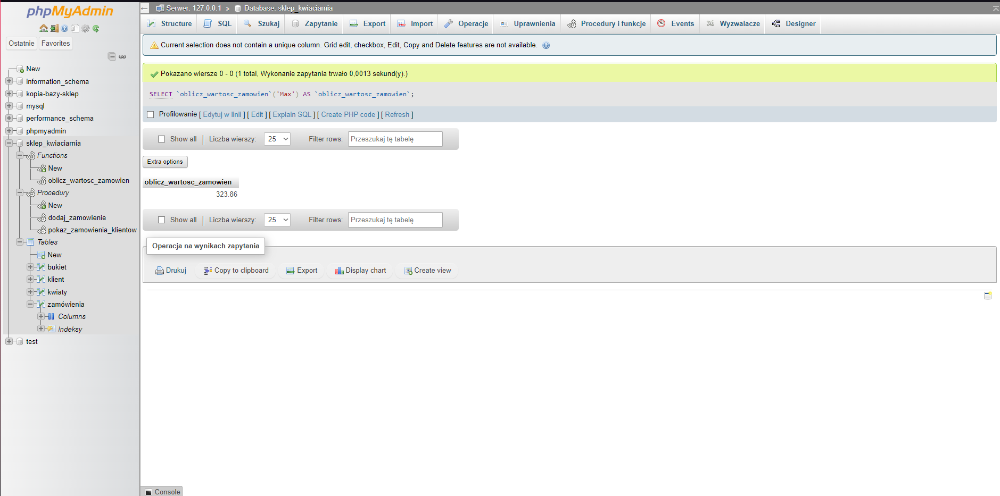 phpMyAdmin
Ostatnie Favorites
New
information_schema
kopia-bazy-sklep
mysql
performance_schema
phpmyadmin
sklep_kwiaciarnia
Functions
New
oblicz_wartosc_zamowien
Procedury
New
dodaj_zamowienie
pokaz_zamowienia_klientow
Tables
New
bukiet
klient
kwiaty
zamówienia
Columns
Indeksy
test
Serwer: 127.0.0.1 » Database: sklep_kwiaciarnia
Structure SQL Szukaj Zapytanie Export Import Operacje Uprawnienia Procedury i funkcje Events Wyzwalacze Designer
Current selection does not contain a unique column. Grid edit, checkbox, Edit, Copy and Delete features are not available.
Pokazano wiersze 0 - 0 (1 total, Wykonanie zapytania trwało 0,0013 sekund(y).)
SELECT `oblicz_wartosc_zamowien`('Max') AS `oblicz_wartosc_zamowien`;
Profilowanie [ Edytuj w linii ] [ Edit ] [ Explain SQL ] [ Create PHP code ] [ Refresh ]
Show all Liczba wierszy: 25 Filter rows: Przeszukaj tę tabelę
Extra options
oblicz_wartosc_zamowien
323.86
Show all Liczba wierszy: 25 Filter rows: Przeszukaj tę tabelę
Operacja na wynikach zapytania
Drukuj Copy to clipboard Export Display chart Create view
Console